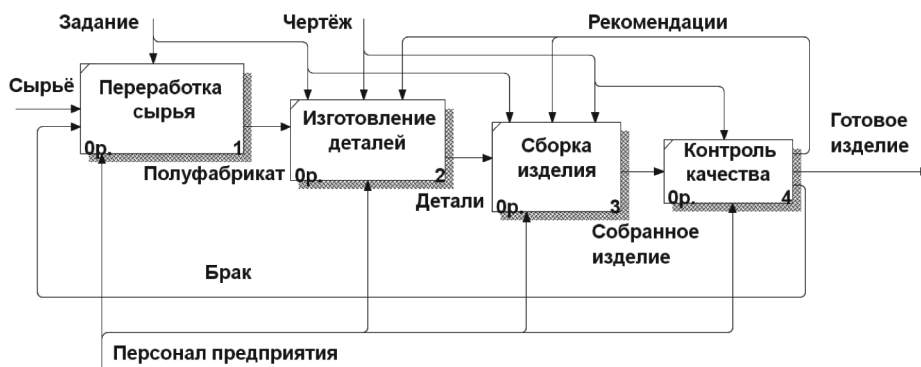 Задание
Чертёж
Рекомендации
Сырьё
Переработка
сырья
0р.
1
Полуфабрикат
Изготовление
деталей
0р.
2
Детали
Сборка
изделия
0р.
3
Собранное
изделие
Контроль
качества
0р.
4
Готовое
изделие
Брак
Персонал предприятия